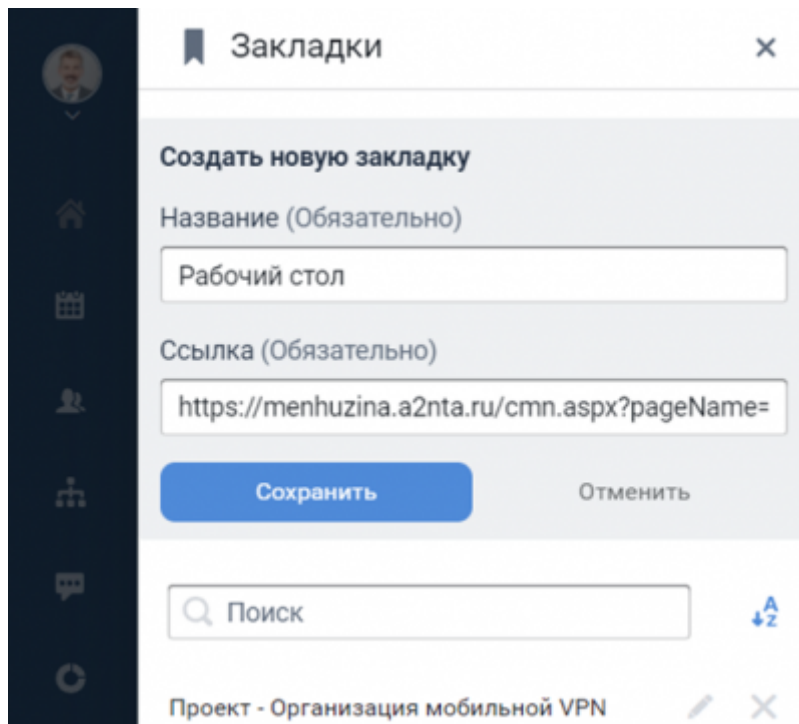 Закладки
Создать новую закладку
Название (Обязательно)
Рабочий стол
Ссылка (Обязательно)
https://menhuzina.a2nta.ru/cmn.aspx?pageName=
Сохранить Отменить
Поиск
AZ
Проект - Организация мобильной VPN